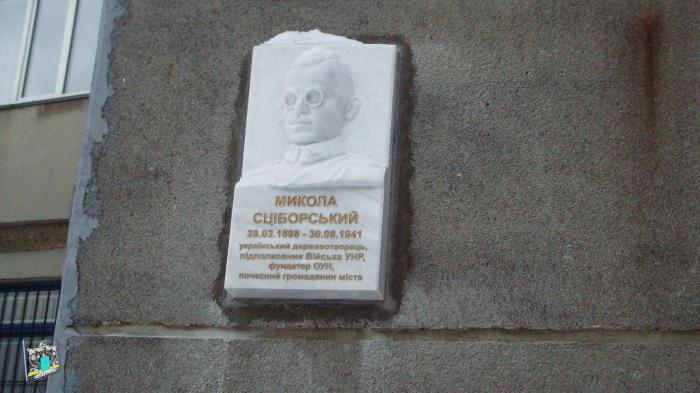 МИКОЛА
СЦІБОРСЬКИЙ
28.03.1898 - 30.08.1941
український державотворець,
підполковник Війська УНР,
фундатор ОУН,
почесний громадянин міста